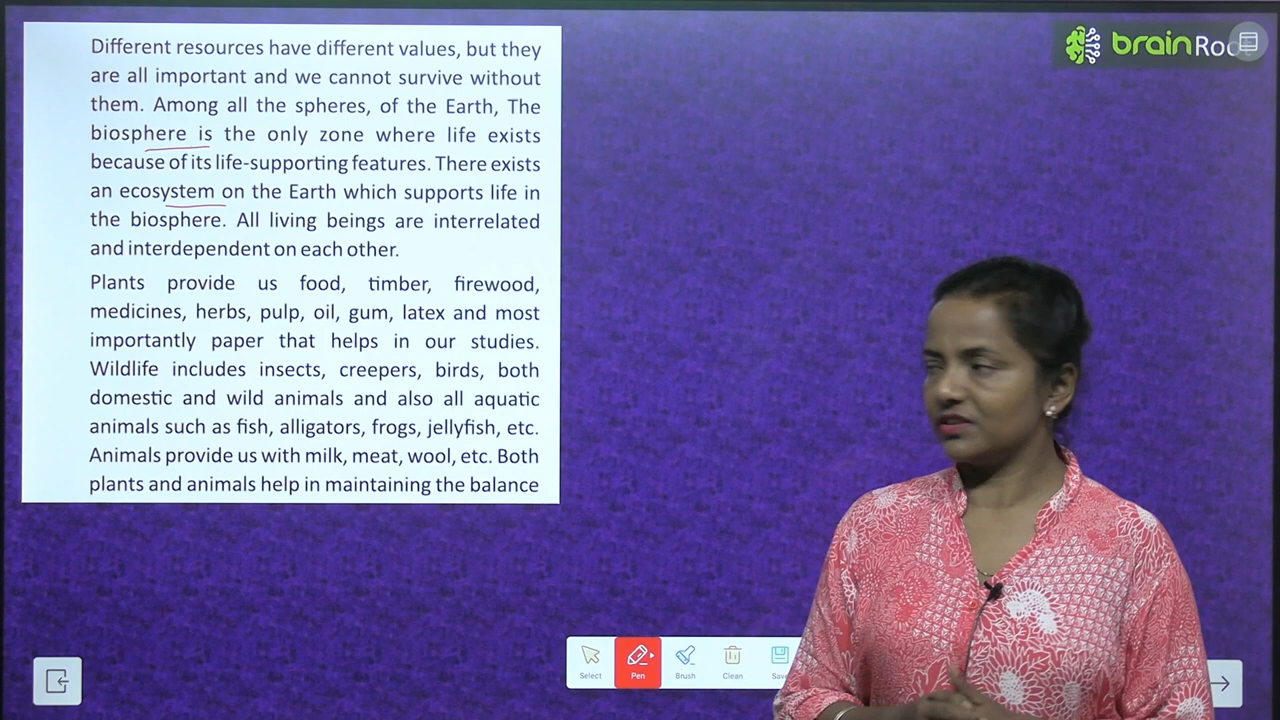 Different resources have different values, but they
are all important and we cannot survive without
them. Among all the spheres, of the Earth, The
biosphere is the only zone where life exists
because of its life-supporting features. There exists
an ecosystem on the Earth which supports life in
the biosphere. All living beings are interrelated
and interdependent on each other.
Plants provide us food, timber, firewood,
medicines, herbs, pulp, oil, gum, latex and most
importantly paper that helps in our studies.
Wildlife includes insects, creepers, birds, both
domestic and wild animals and also all aquatic
animals such as fish, alligators, frogs, jellyfish, etc.
Animals provide us with milk, meat, wool, etc. Both
plants and animals help in maintaining the balance
brainRoo
Select Pen Brush Clean Save